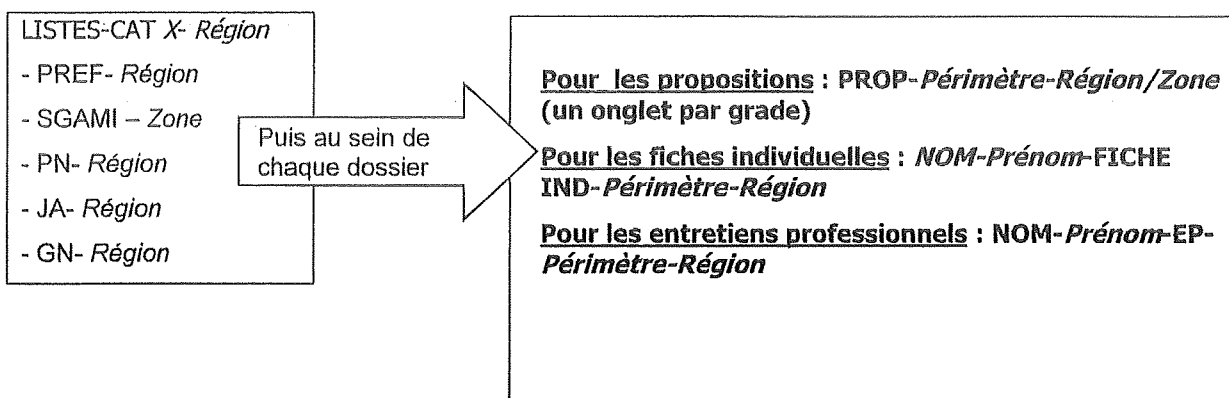 LISTES-CAT X- Région
- PREF- Région
- SGAMI – Zone
- PN- Région
- JA- Région
- GN- Région
Puis au sein de
chaque dossier
Pour les propositions : PROP-Périmètre-Région/Zone
(un onglet par grade)
Pour les fiches individuelles : NOM-Prénom-FICHE
IND-Périmètre-Région
Pour les entretiens professionnels : NOM-Prénom-EP-
Périmètre-Région